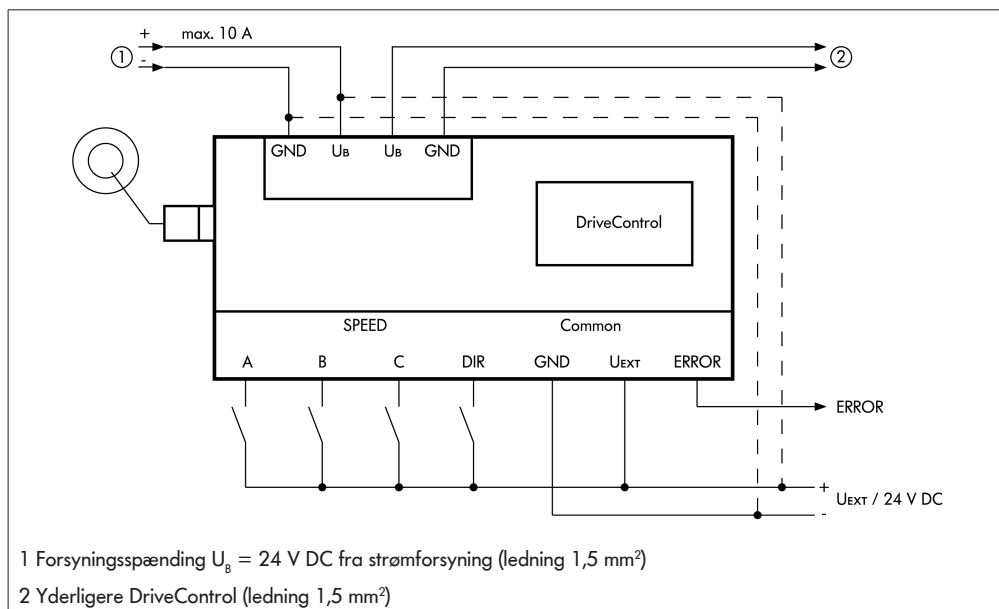 + max. 10 A
1
-
2
GND UB UB GND
DriveControl
SPEED Common
A B C DIR GND UEXT ERROR
ERROR
+
UEXT / 24 V DC
-
1 Forsyningsspænding UB = 24 V DC fra strømforsyning (ledning 1,5 mm²)
2 Yderligere DriveControl (ledning 1,5 mm²)